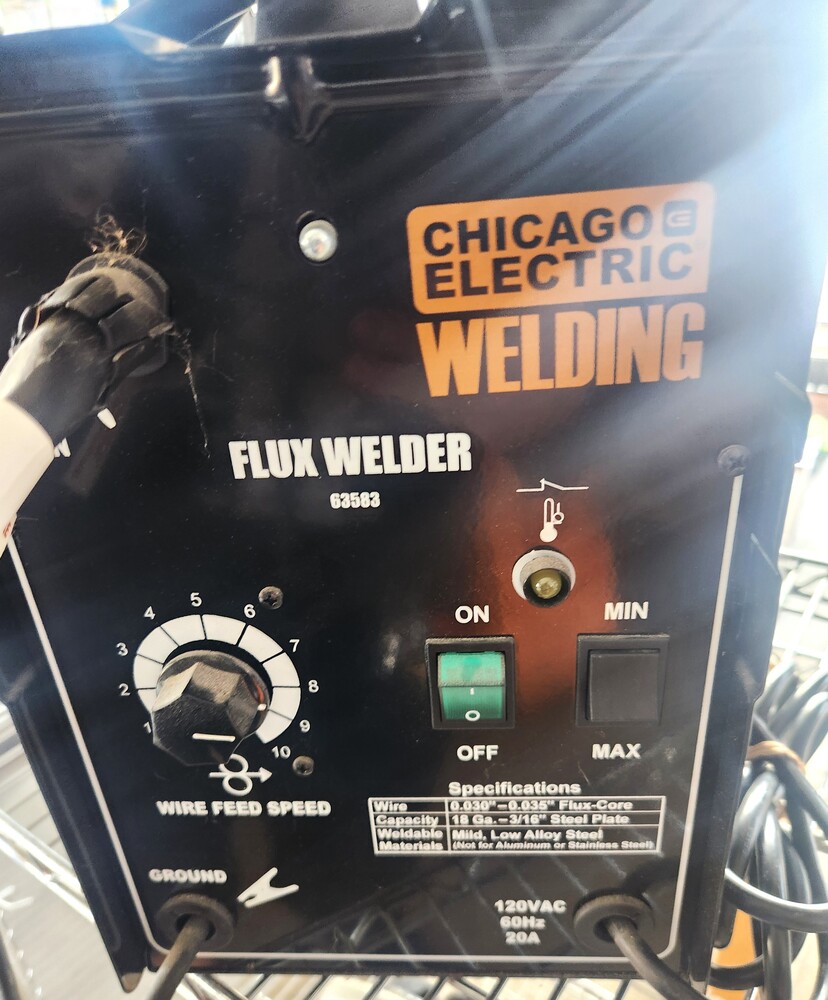 CHICAGO
ELECTRIC
WELDING
FLUX WELDER
63583
1
2
3
4
5
6
7
8
9
10
WIRE FEED SPEED
ON
I
O
OFF
MIN
MAX
Specifications
Wire 0.030"–0.035" Flux-Core
Capacity 18 Ga.–3/16" Steel Plate
Weldable Materials Mild, Low Alloy Steel
(Not for Aluminum or Stainless Steel)
GROUND
120VAC
60Hz
20A